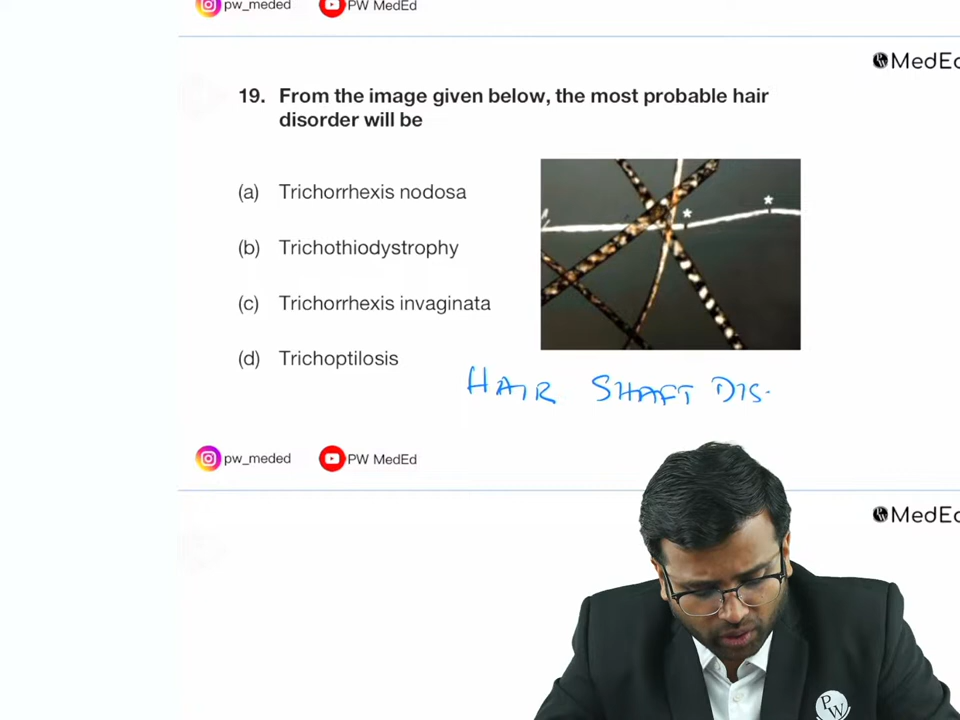 pw_meded PW MedEd
MedEd
19. From the image given below, the most probable hair
disorder will be
(a) Trichorrhexis nodosa
(b) Trichothiodystrophy
(c) Trichorrhexis invaginata
(d) Trichoptilosis
* *
HAIR SHAFT DIS.
pw_meded PW MedEd
MedEd
PW